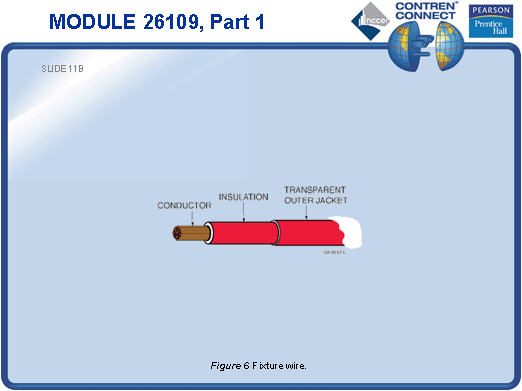 MODULE 26109, Part 1
nccer
CONTREN®
CONNECT
PEARSON
Prentice
Hall
SLIDE 11B
CONDUCTOR
INSULATION
TRANSPARENT
OUTER JACKET
Figure 6 Fixture wire.